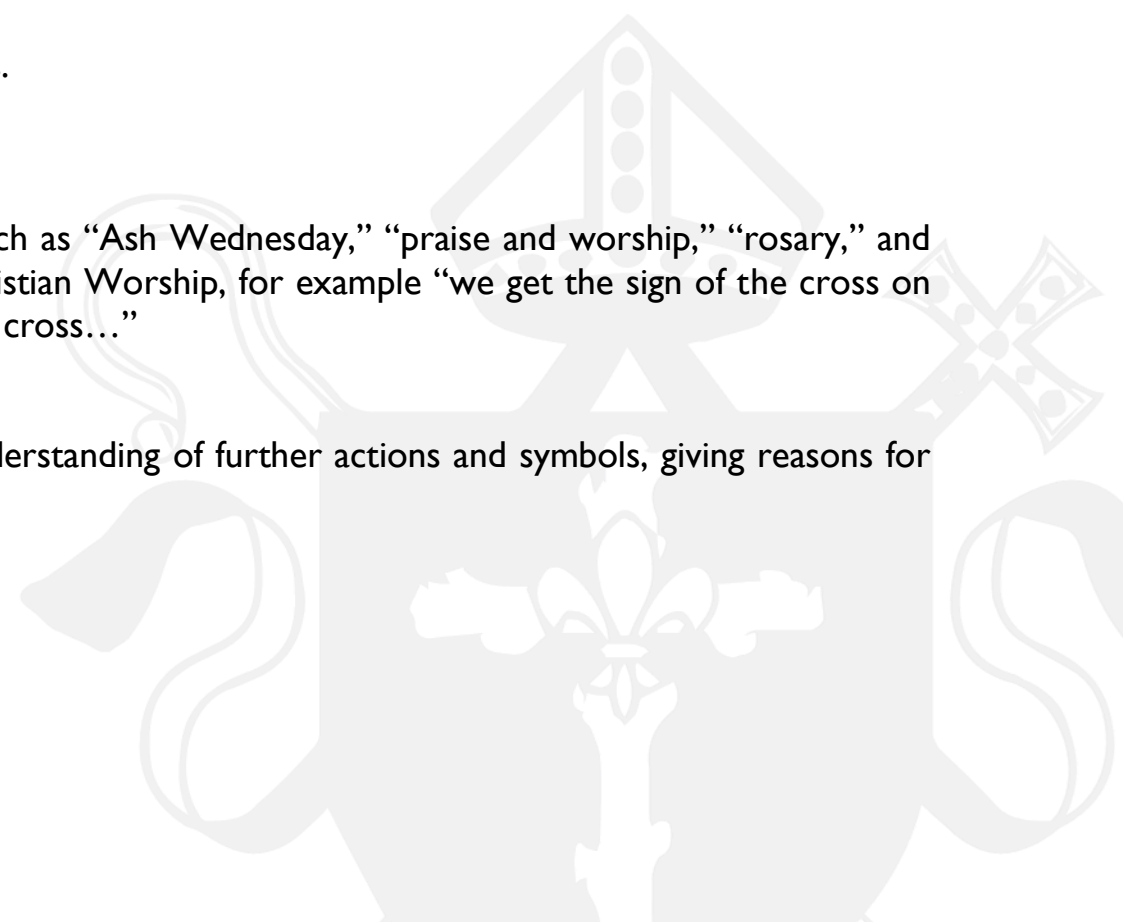 .
ch as “Ash Wednesday,” “praise and worship,” “rosary,” and
istian Worship, for example “we get the sign of the cross on
cross…”
derstanding of further actions and symbols, giving reasons for